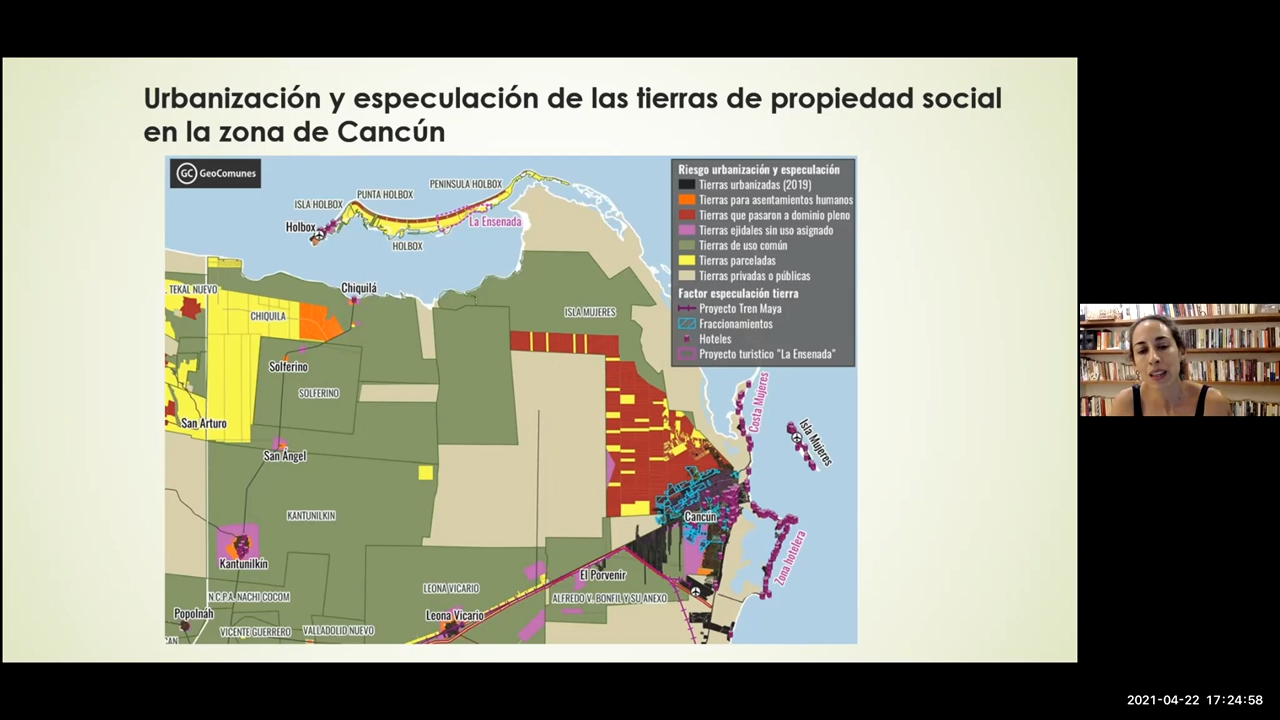 Urbanización y especulación de las tierras de propiedad social
en la zona de Cancún
GC GeoComunes
Riesgo urbanización y especulación
Tierras urbanizadas (2019)
Tierras para asentamientos humanos
Tierras que pasaron a dominio pleno
Tierras ejidales sin uso asignado
Tierras de uso común
Tierras parceladas
Tierras privadas o públicas
Factor especulación tierra
Proyecto Tren Maya
Fraccionamientos
Hoteles
Proyecto turistico "La Ensenada"
PENINSULA HOLBOX
PUNTA HOLBOX
ISLA HOLBOX
La Ensenada
Holbox
HOLBOX
TEKAL NUEVO
Chiquilá
CHIQUILA
ISLA MUJERES
Solferino
SOLFERINO
Costa Mujeres
San Arturo
Isla Mujeres
San Ángel
KANTUNILKIN
Cancún
Zona hotelera
Kantunilkín
El Porvenir
LEONA VICARIO
N.C.P.A. NACHI COCOM
ALFREDO V. BONFIL Y SU ANEXO
Popolnáh
Leona Vicario
VICENTE GUERRERO
VALLADOLID NUEVO
CAN
2021-04-22 17:24:58